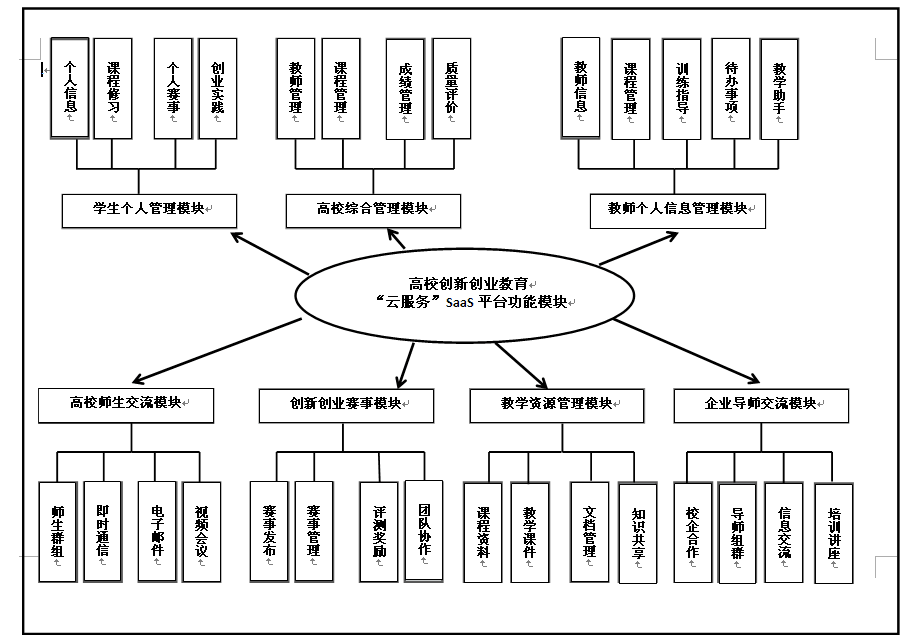 个人信息
课程修习
个人赛事
创业实践
教师管理
课程管理
成绩管理
质量评价
教师信息
课程管理
训练指导
待办事项
教学助手
学生个人管理模块
高校综合管理模块
教师个人信息管理模块
高校创新创业教育
“云服务”SaaS 平台功能模块
高校师生交流模块
创新创业赛事模块
教学资源管理模块
企业导师交流模块
师生群组
即时通信
电子邮件
视频会议
赛事发布
赛事管理
评测奖励
团队协作
课程资料
教学课件
文档管理
知识共享
校企合作
导师组群
信息交流
培训讲座